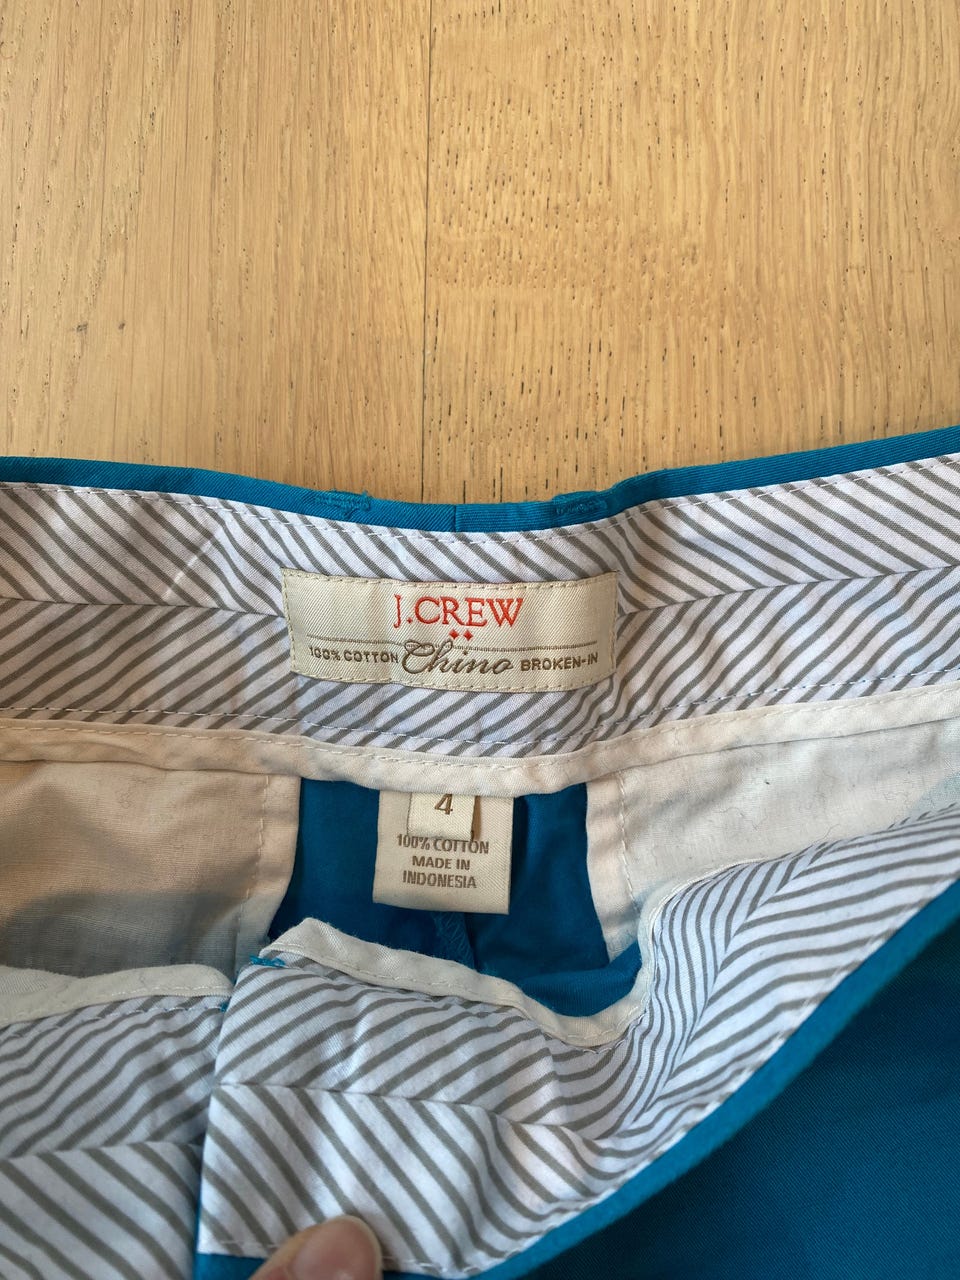 J.CREW
100% COTTON Chino BROKEN-IN
4
100% COTTON
MADE IN
INDONESIA